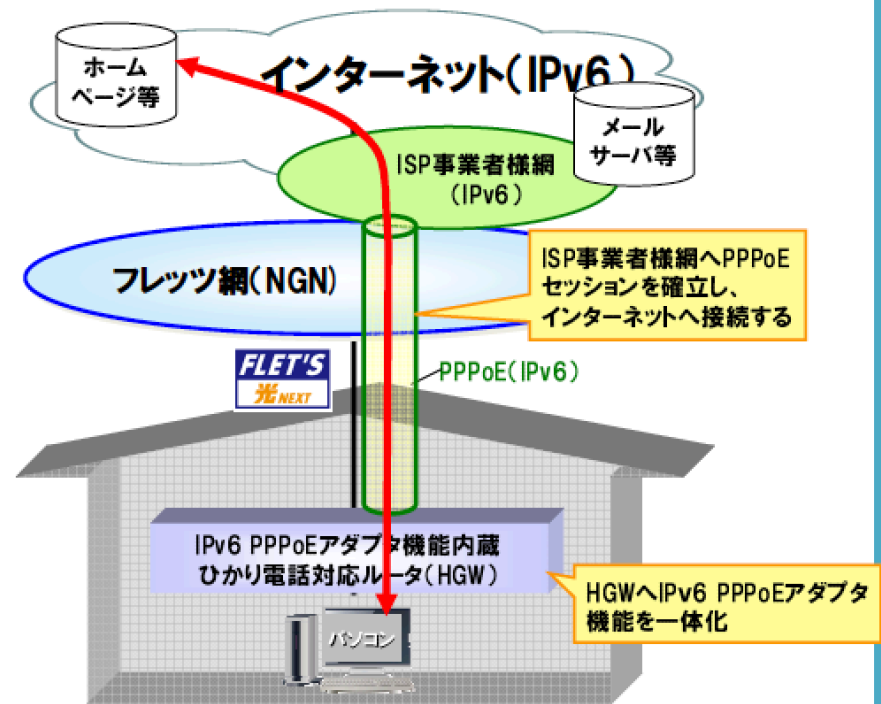 インターネット(IPv6)
ホーム
ページ等
メール
サーバ等
ISP事業者様網
(IPv6)
フレッツ網(NGN)
ISP事業者様網へPPPoE
セッションを確立し、
インターネットへ接続する
FLET'S
光NEXT
PPPoE(IPv6)
IPv6 PPPoEアダプタ機能内蔵
ひかり電話対応ルータ(HGW)
HGWへIPv6 PPPoEアダプタ
機能を一体化
パソコン